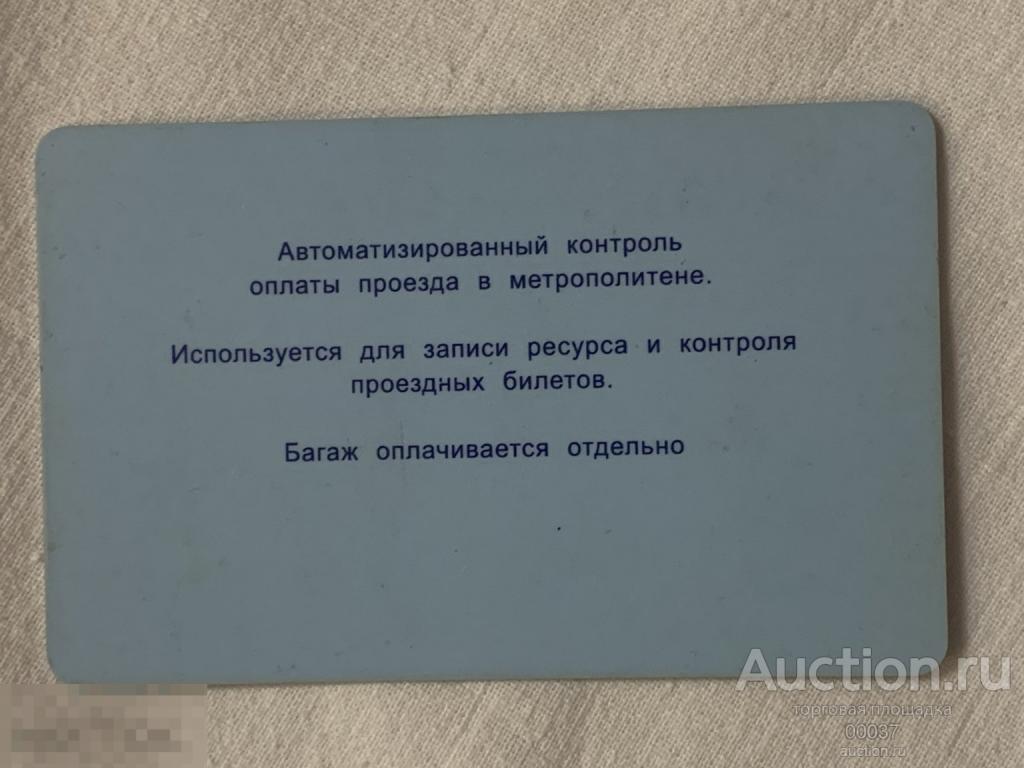 Автоматизированный контроль
оплаты проезда в метрополитене.
Используется для записи ресурса и контроля
проездных билетов.
Багаж оплачивается отдельно
Auction.ru
торговая площадка
00037
auction.ru